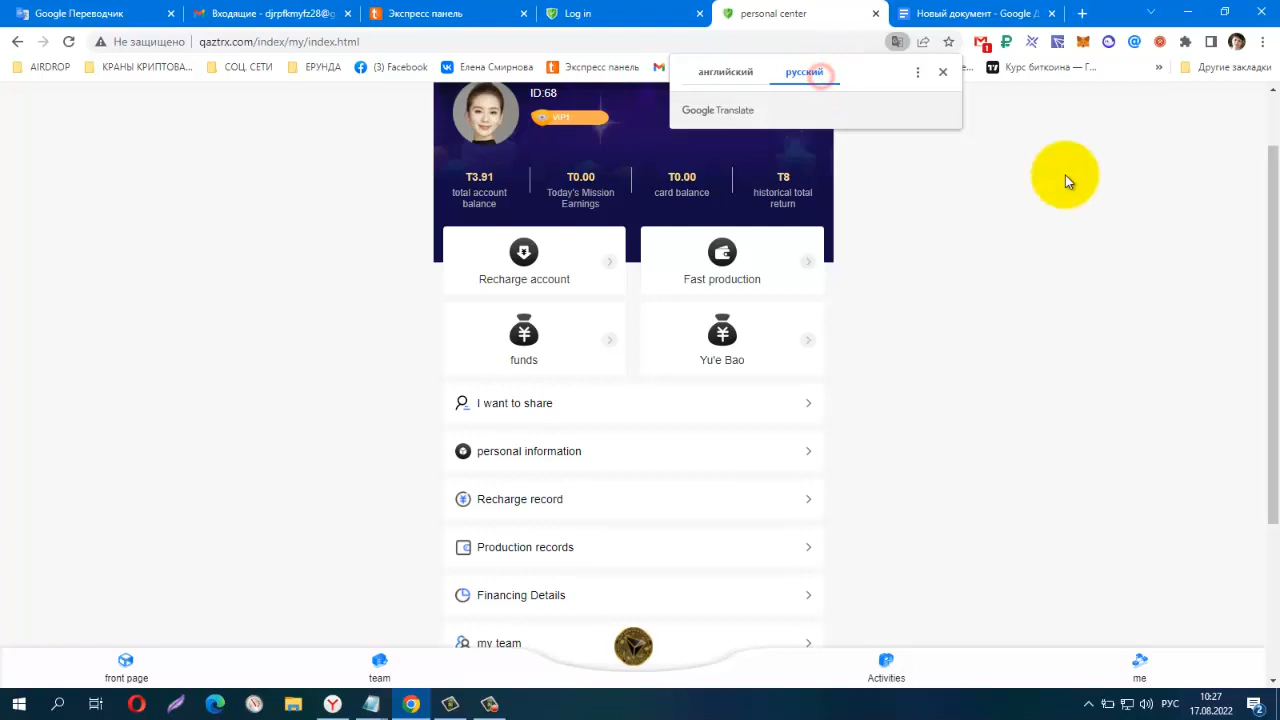 Google Переводчик
Входящие - djrpfkmyfz28@g
Экспресс панель
Log in
personal center
Новый документ - Google Д
Не защищено
qaztrx.com/index/my/index.html
AIRDROP
КРАНЫ КРИПТОВА...
СОЦ. СЕТИ
ЕРУНДА
(3) Facebook
Елена Смирнова
Экспресс панель
Курс биткоина — Г...
»
Другие закладки
английский
русский
Google Translate
ID:68
VIP1
T3.91
T0.00
T0.00
T8
total account balance
Today's Mission Earnings
card balance
historical total return
Recharge account
Fast production
funds
Yu'e Bao
I want to share
personal information
Recharge record
Production records
Financing Details
my team
front page
team
Activities
me
РУС
10:27
17.08.2022
2